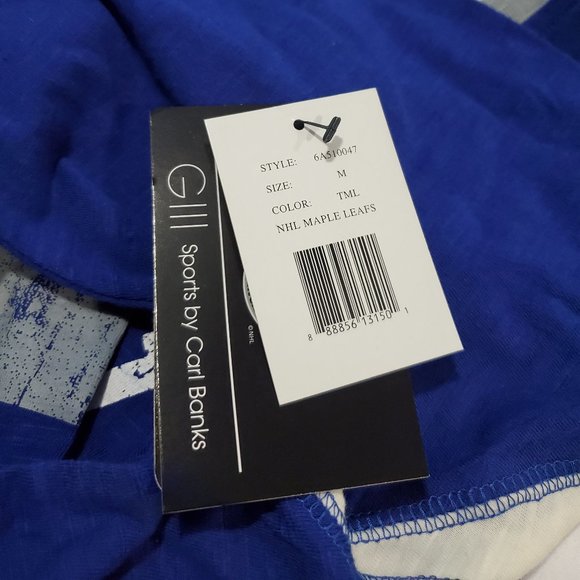 STYLE: 6A510047
SIZE: M
COLOR: TML
NHL MAPLE LEAFS
8 88856 13150 1
GIII
Sports by Carl Banks
© NHL